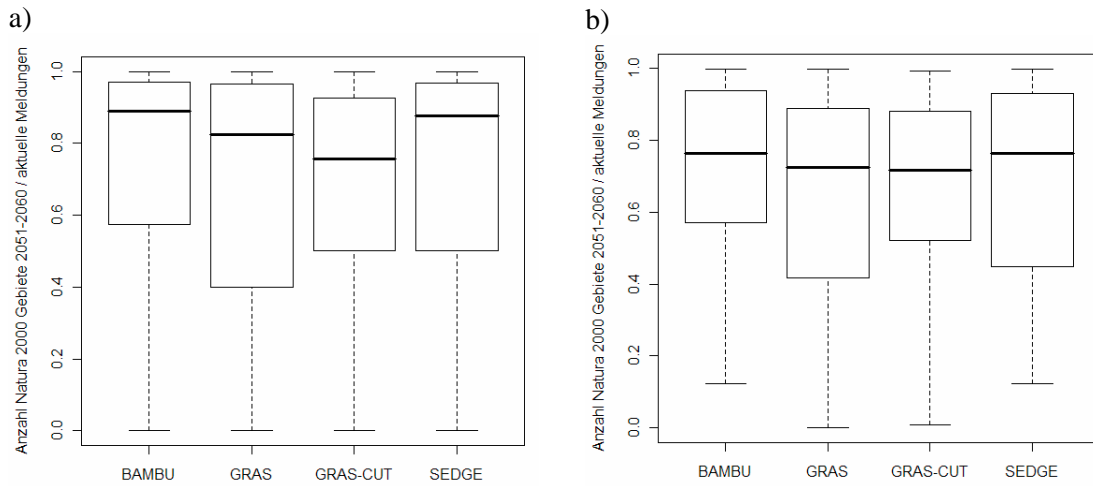 a)
Anzahl Natura 2000 Gebiete 2051-2060 / aktuelle Meldungen
1.0
0.8
0.6
0.4
0.2
0.0
BAMBU GRAS GRAS-CUT SEDGE
b)
Anzahl Natura 2000 Gebiete 2051-2060 / aktuelle Meldungen
1.0
0.8
0.6
0.4
0.2
0.0
BAMBU GRAS GRAS-CUT SEDGE